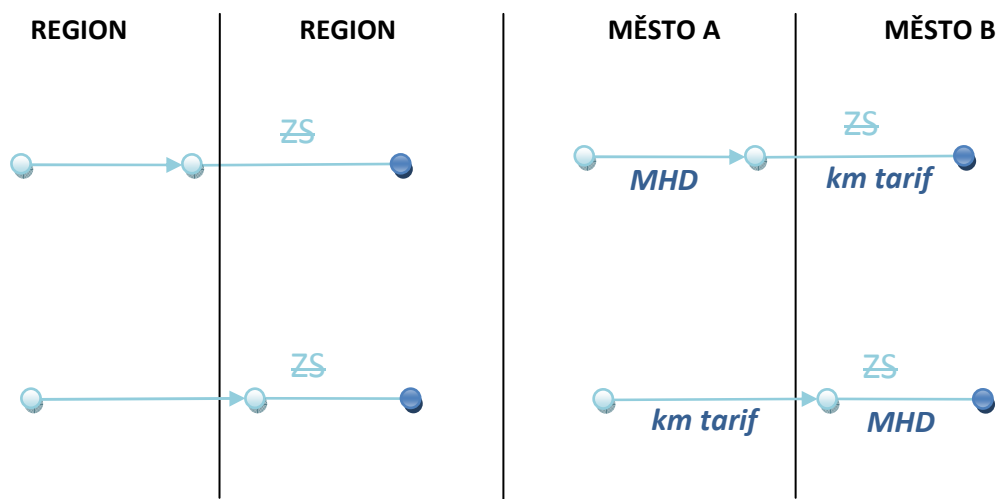 REGION REGION MĚSTO A MĚSTO B
ZS ZS
MHD km tarif
ZS ZS
km tarif MHD